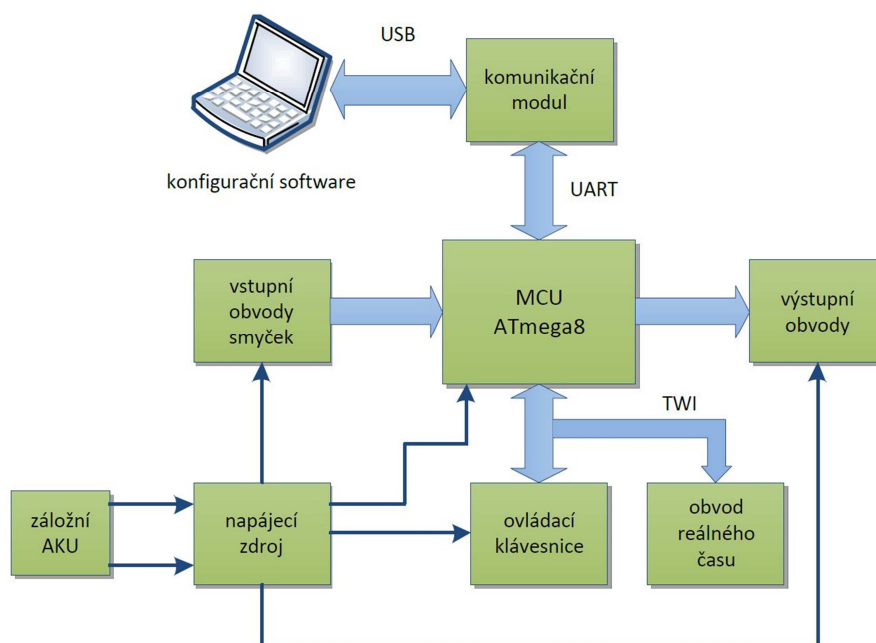 USB
komunikační
modul
konfigurační software
UART
vstupní
obvody
smyček
MCU
ATmega8
výstupní
obvody
TWI
záložní
AKU
napájecí
zdroj
ovládací
klávesnice
obvod
reálného
času